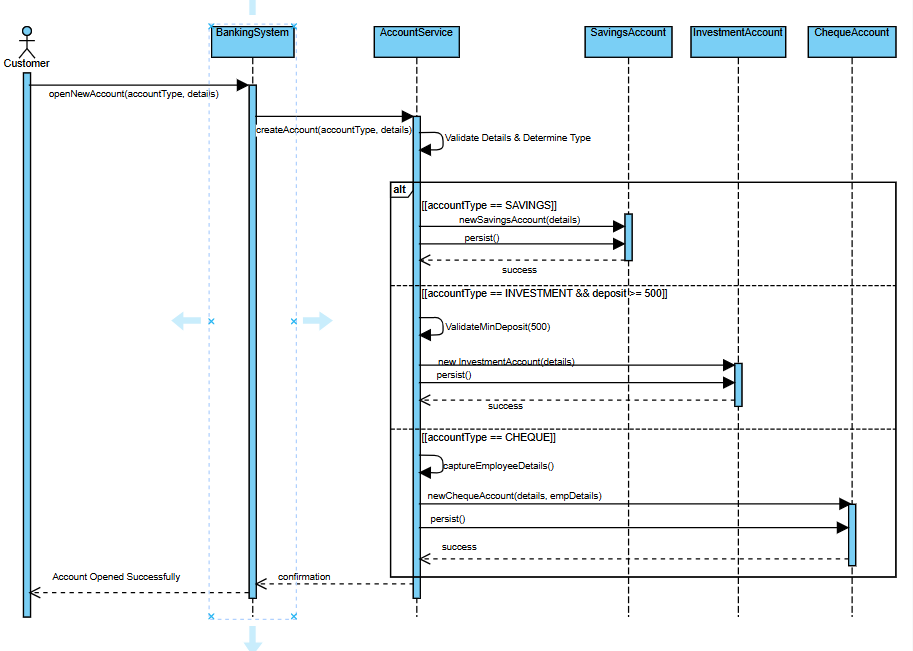 BankingSystem
AccountService
SavingsAccount
InvestmentAccount
ChequeAccount
Customer
openNewAccount(accountType, details)
createAccount(accountType, details)
Validate Details & Determine Type
alt
[[accountType == SAVINGS]]
newSavingsAccount(details)
persist()
success
[[accountType == INVESTMENT && deposit >= 500]]
ValidateMinDeposit(500)
new InvestmentAccount(details)
persist()
success
[[accountType == CHEQUE]]
captureEmployeeDetails()
newChequeAccount(details, empDetails)
persist()
success
Account Opened Successfully
confirmation